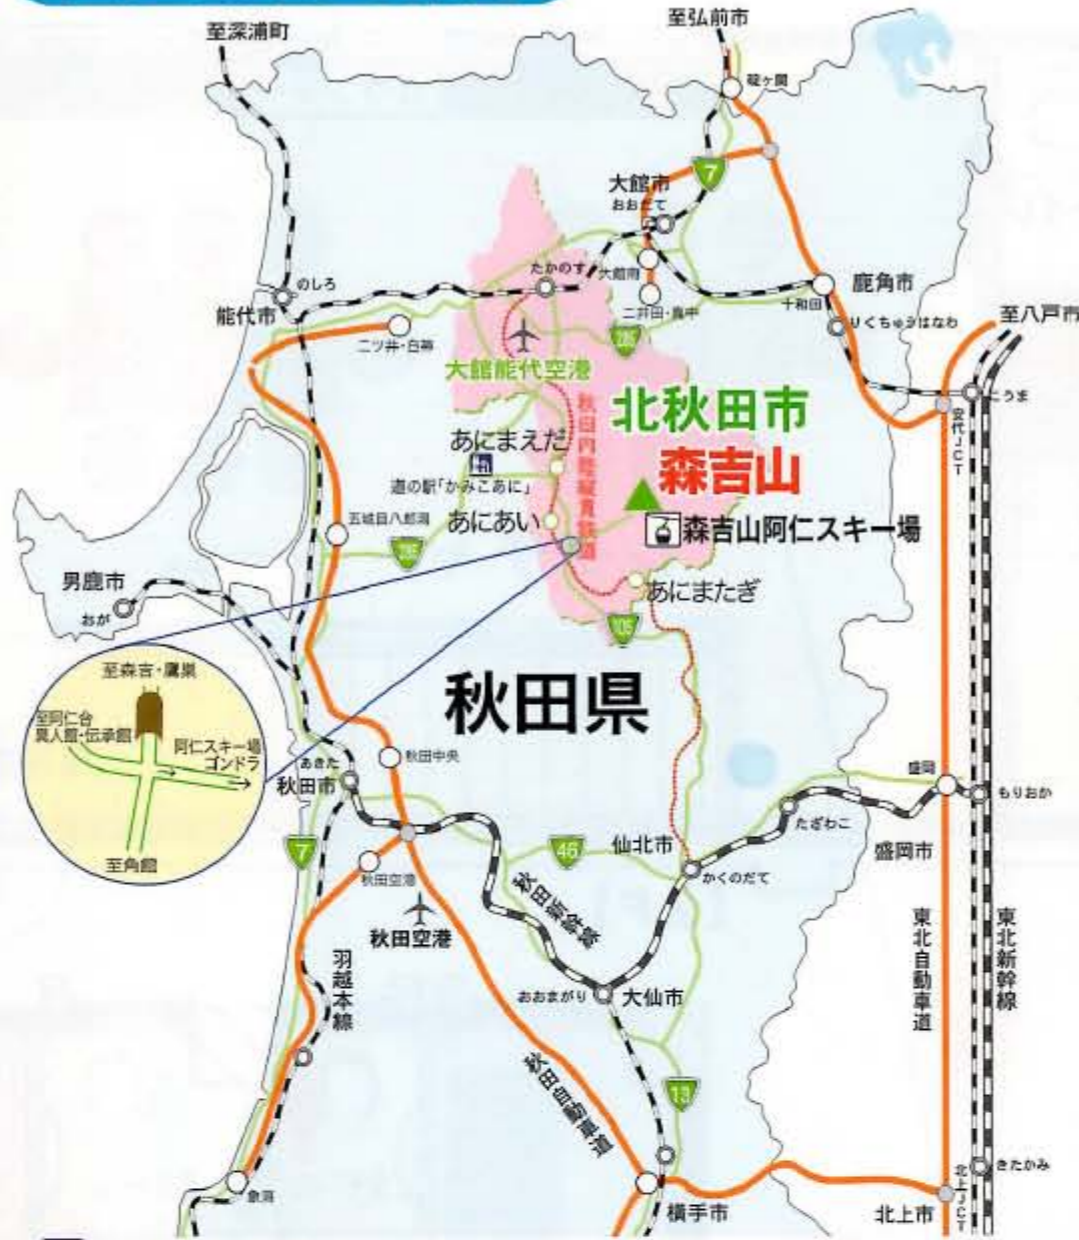 至深浦町
至弘前市
碇ヶ関
7
大館市
おおだて
たかのす
大館南
のしろ
能代市
二ツ井・白神
二井田・真中
十和田
鹿角市
りくちゅうはなわ
至八戸市
こうま
安代JCT
285
大館能代空港
秋田内陸縦貫鉄道
北秋田市
森吉山
あにまえだ
道の駅「かみこあに」
あにあい
森吉山阿仁スキー場
五城目八郎潟
285
男鹿市
おが
あにまたぎ
105
秋田県
至森吉・鷹巣
至阿仁合
異人館・伝承館
阿仁スキー場
ゴンドラ
至角館
あきた
秋田市
秋田中央
盛岡
もりおか
たざわこ
盛岡市
7
46
仙北市
かくのだて
秋田空港
秋田空港
秋田新幹線
羽越本線
東北自動車道
東北新幹線
おおまがり
大仙市
秋田自動車道
13
象潟
横手市
きたかみ
北上JCT
北上市